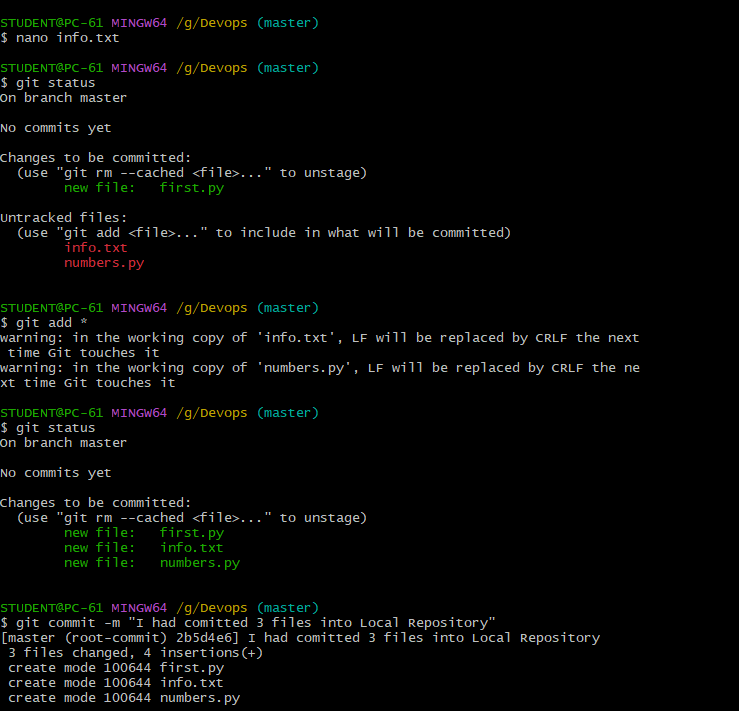 STUDENT@PC-61 MINGW64 /g/Devops (master)
$ nano info.txt
STUDENT@PC-61 MINGW64 /g/Devops (master)
$ git status
On branch master
No commits yet
Changes to be committed:
  (use "git rm --cached <file>..." to unstage)
        new file:   first.py
Untracked files:
  (use "git add <file>..." to include in what will be committed)
        info.txt
        numbers.py
STUDENT@PC-61 MINGW64 /g/Devops (master)
$ git add *
warning: in the working copy of 'info.txt', LF will be replaced by CRLF the next
 time Git touches it
warning: in the working copy of 'numbers.py', LF will be replaced by CRLF the ne
xt time Git touches it
STUDENT@PC-61 MINGW64 /g/Devops (master)
$ git status
On branch master
No commits yet
Changes to be committed:
  (use "git rm --cached <file>..." to unstage)
        new file:   first.py
        new file:   info.txt
        new file:   numbers.py
STUDENT@PC-61 MINGW64 /g/Devops (master)
$ git commit -m "I had comitted 3 files into Local Repository"
[master (root-commit) 2b5d4e6] I had comitted 3 files into Local Repository
 3 files changed, 4 insertions(+)
 create mode 100644 first.py
 create mode 100644 info.txt
 create mode 100644 numbers.py